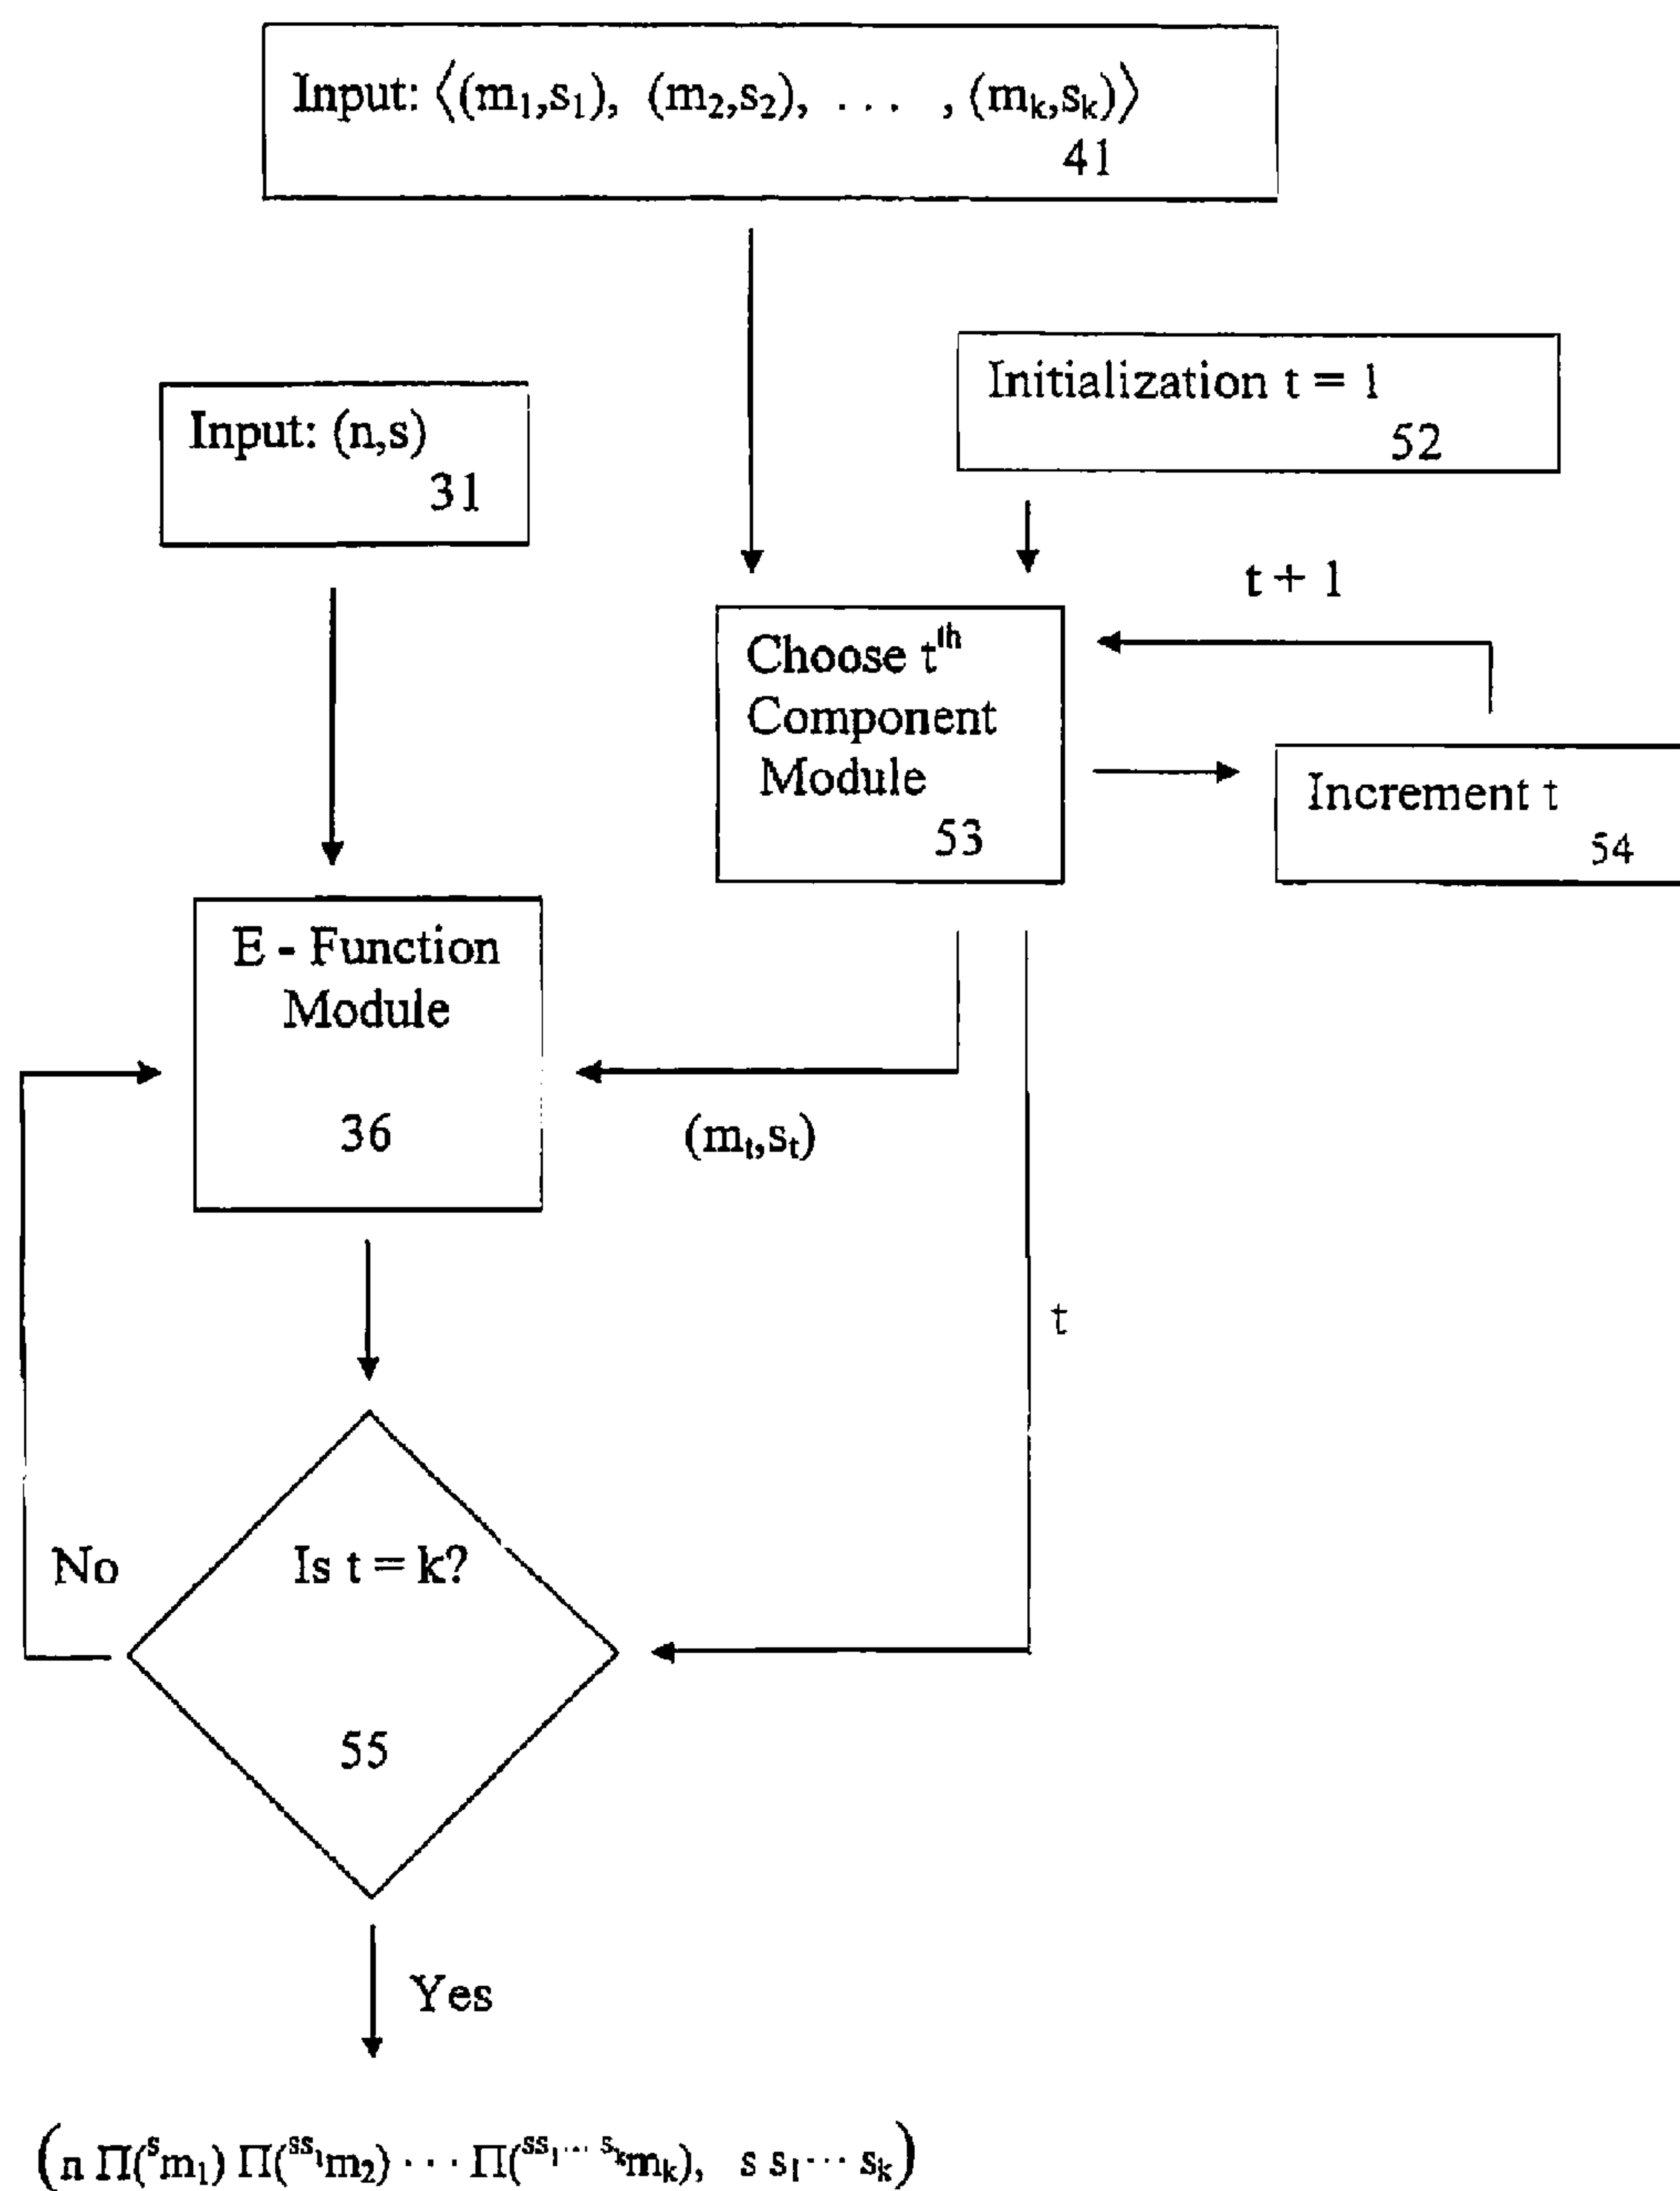 Input: ⟨(m₁,s₁), (m₂,s₂), . . . , (mₖ,sₖ)⟩
41
Initialization t = 1
52
Input: (n,s)
31
t + 1
Choose tᵗʰ
Component
Module
53
Increment t
54
E - Function
Module
36
(mₜ,sₜ)
t
No
Is t = k?
55
Yes
(n Π(ˢm₁) Π(ˢˢ¹m₂) · · · Π(ˢˢ¹··· ˢᵏmₖ), s s₁··· sₖ)